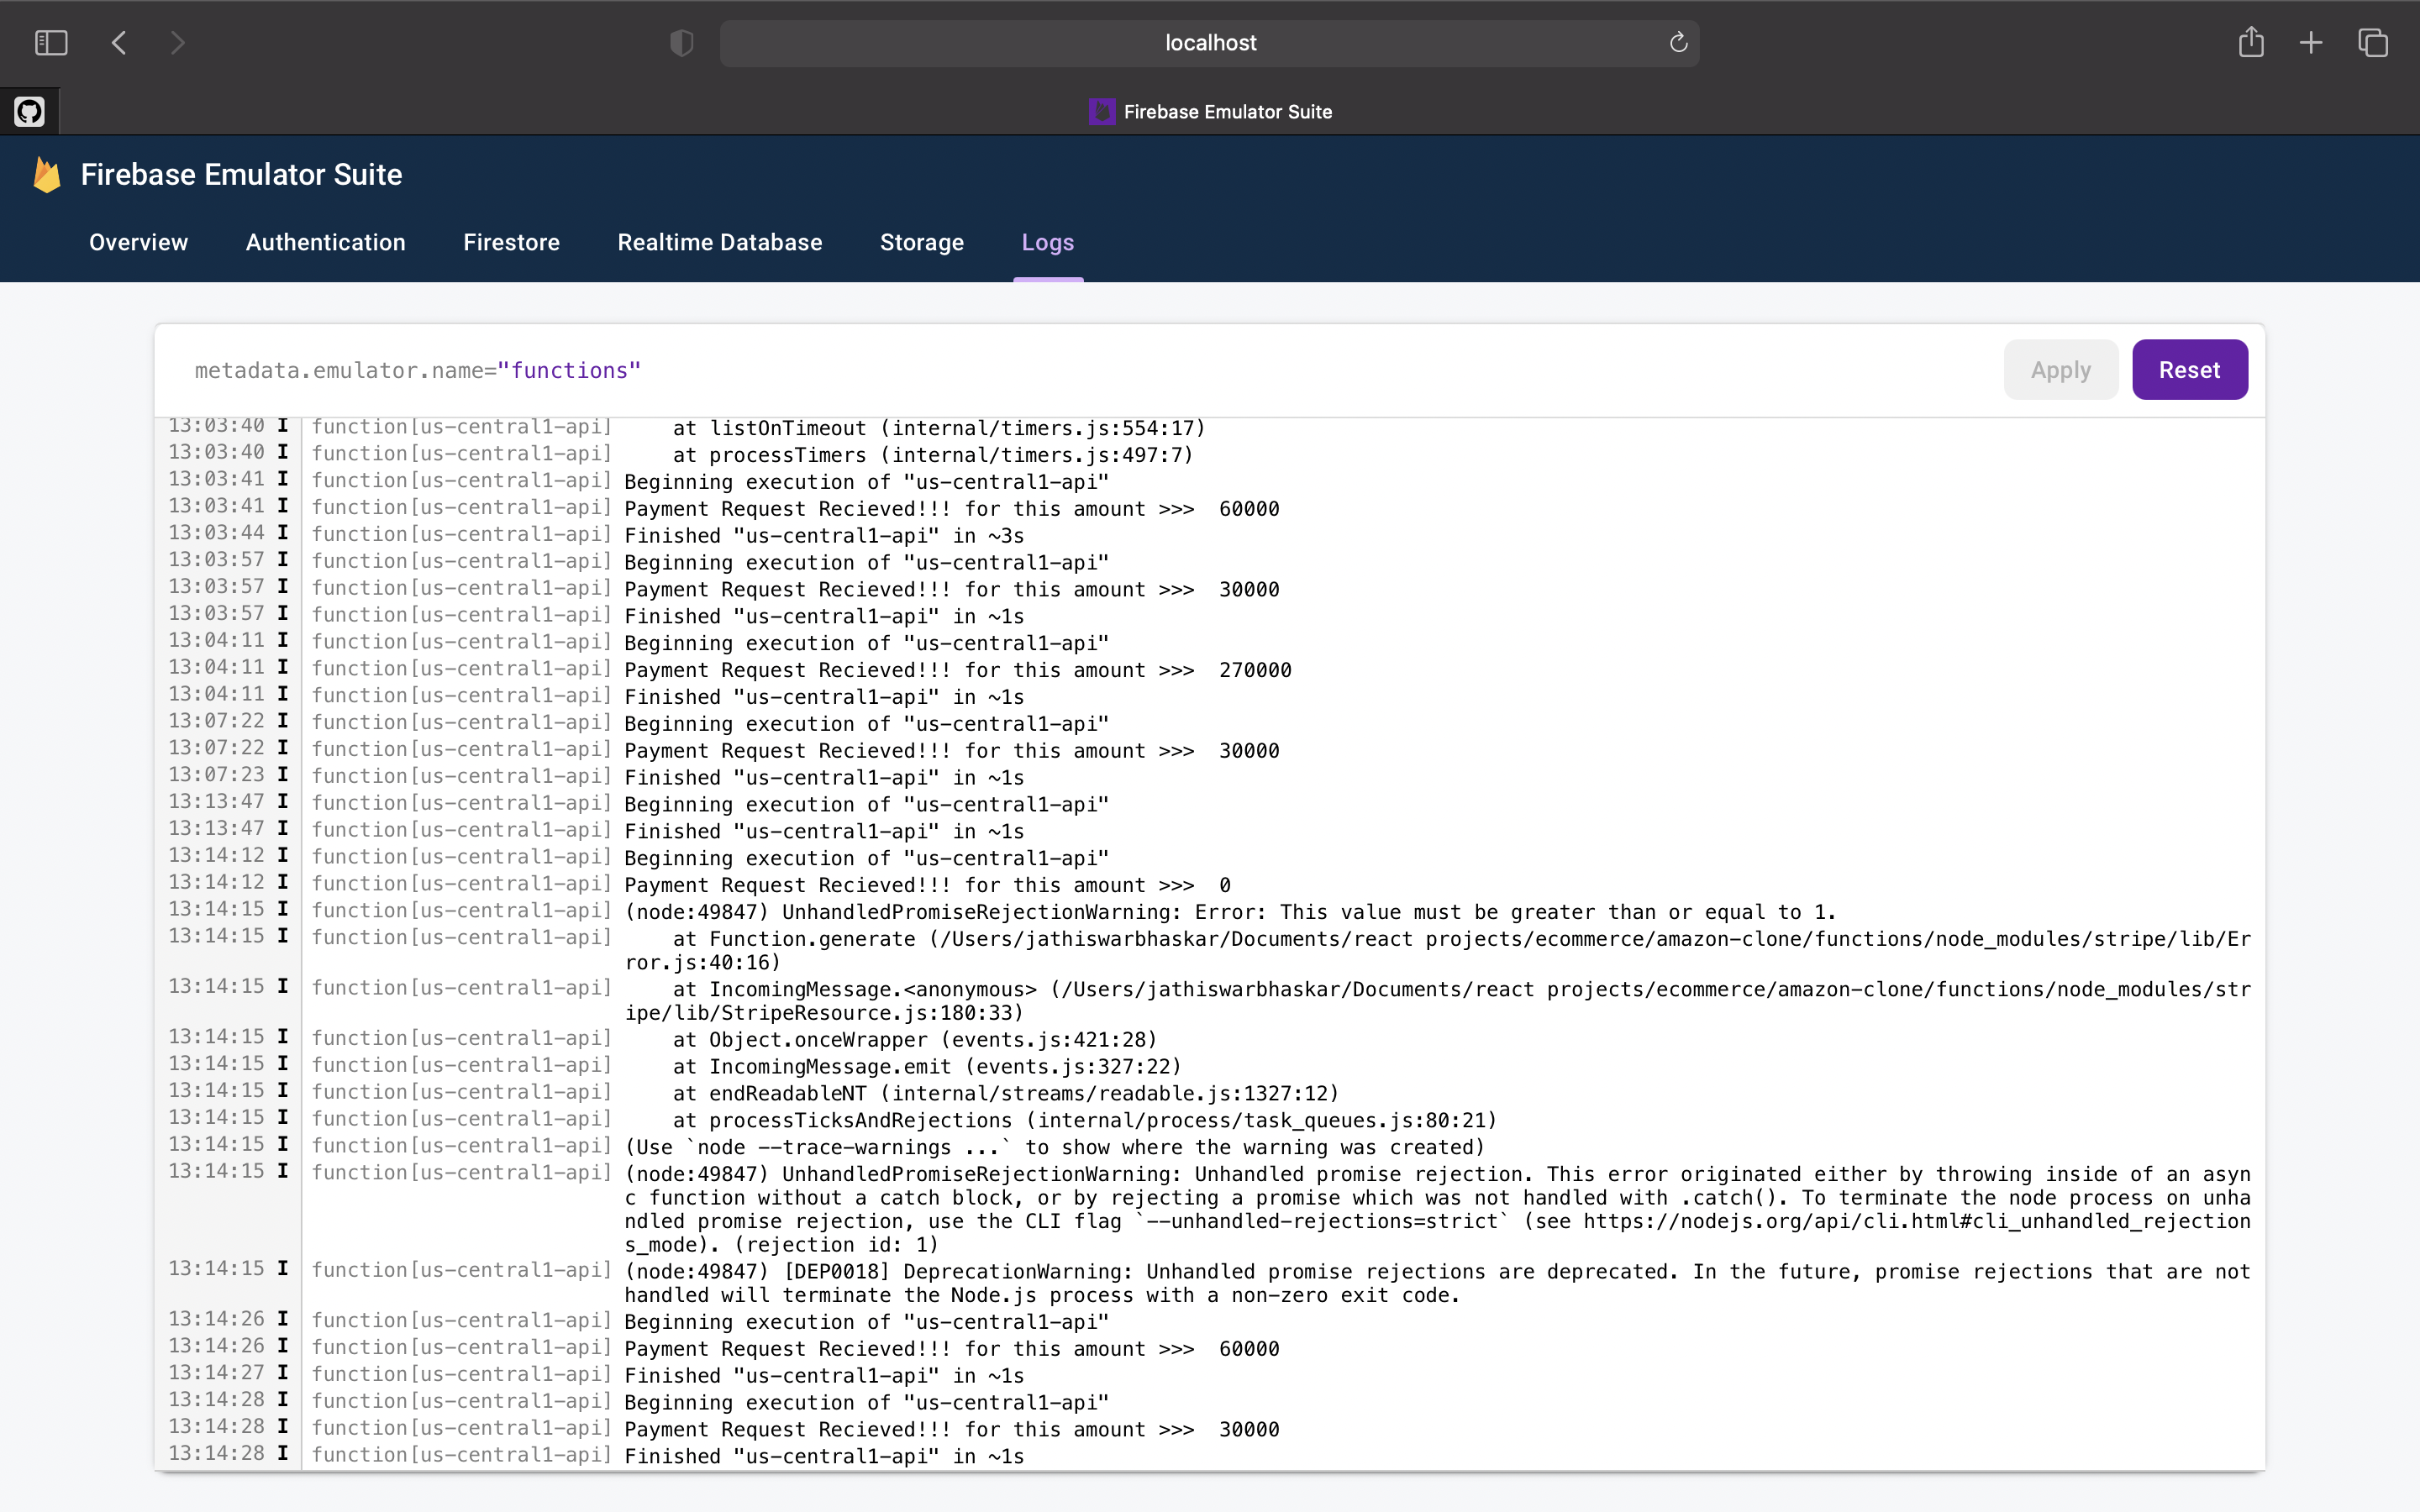 localhost
Firebase Emulator Suite
Firebase Emulator Suite
Overview Authentication Firestore Realtime Database Storage Logs
metadata.emulator.name="functions" Apply Reset
13:03:40 I function[us-central1-api] at listOnTimeout (internal/timers.js:554:17)
13:03:40 I function[us-central1-api] at processTimers (internal/timers.js:497:7)
13:03:41 I function[us-central1-api] Beginning execution of "us-central1-api"
13:03:41 I function[us-central1-api] Payment Request Recieved!!! for this amount >>> 60000
13:03:44 I function[us-central1-api] Finished "us-central1-api" in ~3s
13:03:57 I function[us-central1-api] Beginning execution of "us-central1-api"
13:03:57 I function[us-central1-api] Payment Request Recieved!!! for this amount >>> 30000
13:03:57 I function[us-central1-api] Finished "us-central1-api" in ~1s
13:04:11 I function[us-central1-api] Beginning execution of "us-central1-api"
13:04:11 I function[us-central1-api] Payment Request Recieved!!! for this amount >>> 270000
13:04:11 I function[us-central1-api] Finished "us-central1-api" in ~1s
13:07:22 I function[us-central1-api] Beginning execution of "us-central1-api"
13:07:22 I function[us-central1-api] Payment Request Recieved!!! for this amount >>> 30000
13:07:23 I function[us-central1-api] Finished "us-central1-api" in ~1s
13:13:47 I function[us-central1-api] Beginning execution of "us-central1-api"
13:13:47 I function[us-central1-api] Finished "us-central1-api" in ~1s
13:14:12 I function[us-central1-api] Beginning execution of "us-central1-api"
13:14:12 I function[us-central1-api] Payment Request Recieved!!! for this amount >>> 0
13:14:15 I function[us-central1-api] (node:49847) UnhandledPromiseRejectionWarning: Error: This value must be greater than or equal to 1.
13:14:15 I function[us-central1-api] at Function.generate (/Users/jathiswarbhaskar/Documents/react projects/ecommerce/amazon-clone/functions/node_modules/stripe/lib/Er
ror.js:40:16)
13:14:15 I function[us-central1-api] at IncomingMessage.<anonymous> (/Users/jathiswarbhaskar/Documents/react projects/ecommerce/amazon-clone/functions/node_modules/str
ipe/lib/StripeResource.js:180:33)
13:14:15 I function[us-central1-api] at Object.onceWrapper (events.js:421:28)
13:14:15 I function[us-central1-api] at IncomingMessage.emit (events.js:327:22)
13:14:15 I function[us-central1-api] at endReadableNT (internal/streams/readable.js:1327:12)
13:14:15 I function[us-central1-api] at processTicksAndRejections (internal/process/task_queues.js:80:21)
13:14:15 I function[us-central1-api] (Use `node --trace-warnings ...` to show where the warning was created)
13:14:15 I function[us-central1-api] (node:49847) UnhandledPromiseRejectionWarning: Unhandled promise rejection. This error originated either by throwing inside of an asyn
c function without a catch block, or by rejecting a promise which was not handled with .catch(). To terminate the node process on unha
ndled promise rejection, use the CLI flag `--unhandled-rejections=strict` (see https://nodejs.org/api/cli.html#cli_unhandled_rejection
s_mode). (rejection id: 1)
13:14:15 I function[us-central1-api] (node:49847) [DEP0018] DeprecationWarning: Unhandled promise rejections are deprecated. In the future, promise rejections that are not
handled will terminate the Node.js process with a non-zero exit code.
13:14:26 I function[us-central1-api] Beginning execution of "us-central1-api"
13:14:26 I function[us-central1-api] Payment Request Recieved!!! for this amount >>> 60000
13:14:27 I function[us-central1-api] Finished "us-central1-api" in ~1s
13:14:28 I function[us-central1-api] Beginning execution of "us-central1-api"
13:14:28 I function[us-central1-api] Payment Request Recieved!!! for this amount >>> 30000
13:14:28 I function[us-central1-api] Finished "us-central1-api" in ~1s